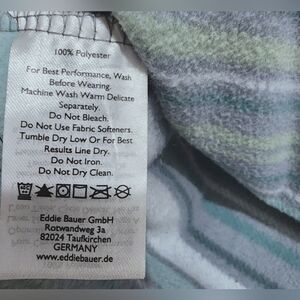 100% Polyester
For Best Performance, Wash
Before Wearing.
Machine Wash Warm Delicate
Separately.
Do Not Bleach.
Do Not Use Fabric Softeners.
Tumble Dry Low Or For Best
Results Line Dry.
Do Not Iron.
Do Not Dry Clean.
Eddie Bauer GmbH
Rotwandweg 3a
82024 Taufkirchen
GERMANY
www.eddiebauer.de